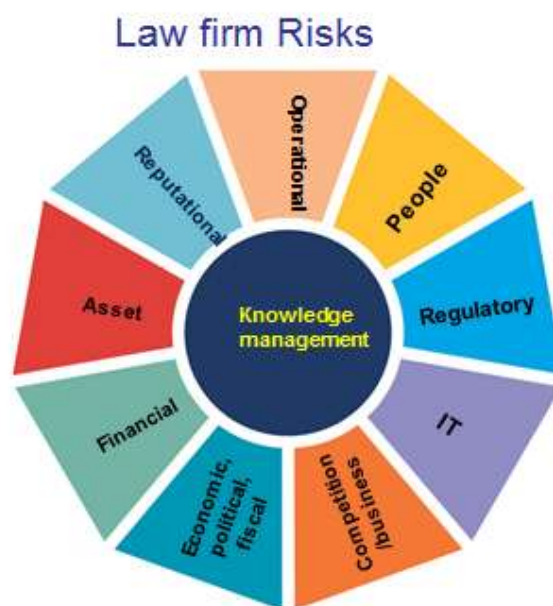 Law firm Risks
Operational
People
Regulatory
IT
Competition
/business
Economic,
political,
fiscal
Financial
Asset
Reputational
Knowledge
management